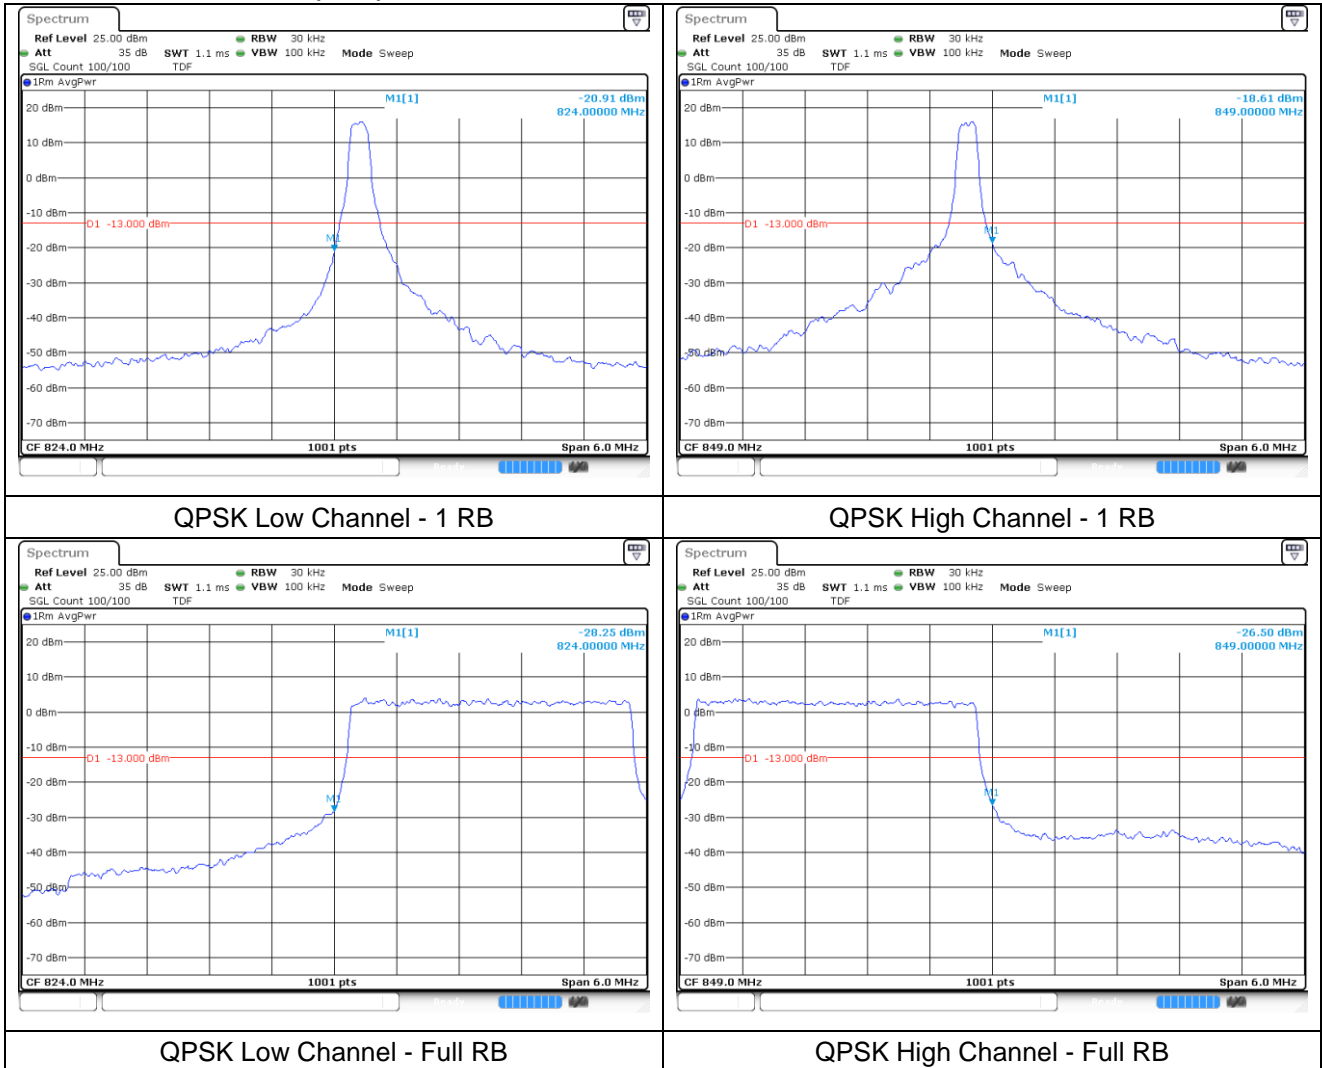 Spectrum
Ref Level 25.00 dBm RBW 30 kHz
Att 35 dB SWT 1.1 ms VBW 100 kHz Mode Sweep
SGL Count 100/100 TDF
1Rm AvgPwr
M1[1] -20.91 dBm
824.00000 MHz
20 dBm
10 dBm
0 dBm
-10 dBm
D1 -13.000 dBm
M1
-20 dBm
-30 dBm
-40 dBm
-50 dBm
-60 dBm
-70 dBm
CF 824.0 MHz 1001 pts Span 6.0 MHz
QPSK Low Channel - 1 RB
Spectrum
Ref Level 25.00 dBm RBW 30 kHz
Att 35 dB SWT 1.1 ms VBW 100 kHz Mode Sweep
SGL Count 100/100 TDF
1Rm AvgPwr
M1[1] -18.61 dBm
849.00000 MHz
20 dBm
10 dBm
0 dBm
-10 dBm
D1 -13.000 dBm
M1
-20 dBm
-30 dBm
-40 dBm
-50 dBm
-60 dBm
-70 dBm
CF 849.0 MHz 1001 pts Span 6.0 MHz
QPSK High Channel - 1 RB
Spectrum
Ref Level 25.00 dBm RBW 30 kHz
Att 35 dB SWT 1.1 ms VBW 100 kHz Mode Sweep
SGL Count 100/100 TDF
1Rm AvgPwr
M1[1] -28.25 dBm
824.00000 MHz
20 dBm
10 dBm
0 dBm
-10 dBm
D1 -13.000 dBm
-20 dBm
M1
-30 dBm
-40 dBm
-50 dBm
-60 dBm
-70 dBm
CF 824.0 MHz 1001 pts Span 6.0 MHz
QPSK Low Channel - Full RB
Spectrum
Ref Level 25.00 dBm RBW 30 kHz
Att 35 dB SWT 1.1 ms VBW 100 kHz Mode Sweep
SGL Count 100/100 TDF
1Rm AvgPwr
M1[1] -26.50 dBm
849.00000 MHz
20 dBm
10 dBm
0 dBm
-10 dBm
D1 -13.000 dBm
-20 dBm
M1
-30 dBm
-40 dBm
-50 dBm
-60 dBm
-70 dBm
CF 849.0 MHz 1001 pts Span 6.0 MHz
QPSK High Channel - Full RB